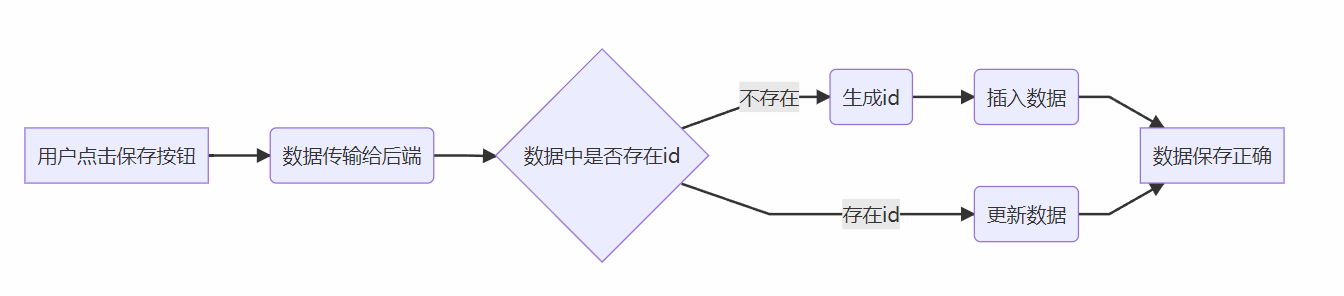 用户点击保存按钮
数据传输给后端
数据中是否存在id
不存在
生成id
插入数据
存在id
更新数据
数据保存正确